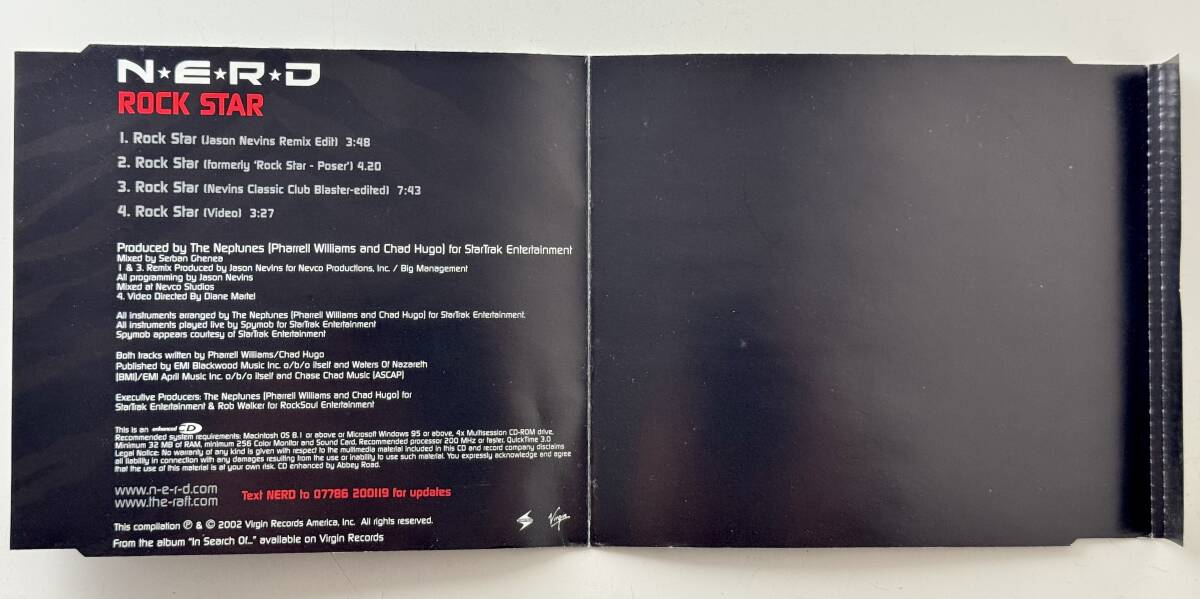 N★E★R★D
ROCK STAR
1. Rock Star (Jason Nevins Remix Edit) 3:48
2. Rock Star (formerly 'Rock Star - Poser') 4.20
3. Rock Star (Nevins Classic Club Blaster-edited) 7:43
4. Rock Star (Video) 3:27
Produced by The Neptunes (Pharrell Williams and Chad Hugo) for StarTrak Entertainment
Mixed by Serban Ghenea
1 & 3. Remix Produced by Jason Nevins for Nevco Productions, Inc. / Big Management
All programming by Jason Nevins
Mixed at Nevco Studios
4. Video Directed By Diane Martel
All instruments arranged by The Neptunes (Pharrell Williams and Chad Hugo) for StarTrak Entertainment.
All instruments played live by Spymob for StarTrak Entertainment
Spymob appears courtesy of StarTrak Entertainment
Both tracks written by Pharrell Williams/Chad Hugo
Published by EMI Blackwood Music Inc. o/b/o itself and Waters Of Nazareth
(BMI)/EMI April Music Inc. o/b/o itself and Chase Chad Music (ASCAP)
Executive Producers: The Neptunes (Pharrell Williams and Chad Hugo) for
StarTrak Entertainment & Rob Walker for RockSoul Entertainment
This is an enhanced CD
Recommended system requirements: Macintosh OS 8.1 or above or Microsoft Windows 95 or above, 4x Multisession CD-ROM drive,
Minimum 32 MB of RAM, minimum 256 Color Monitor and Sound Card, Recommended processor 200 MHz or faster, QuickTime 3.0
Legal Notice: No warranty of any kind is given with respect to the multimedia material included in this CD and record company disclaims
all liability in connection with any damages resulting from the use or inability to use such material. You expressly acknowledge and agree
that the use of this material is at your own risk. CD enhanced by Abbey Road.
www.n-e-r-d.com
www.the-raft.com
Text NERD to 07786 200119 for updates
This compilation ℗ & © 2002 Virgin Records America, Inc. All rights reserved.
From the album "In Search Of..." available on Virgin Records
Virgin